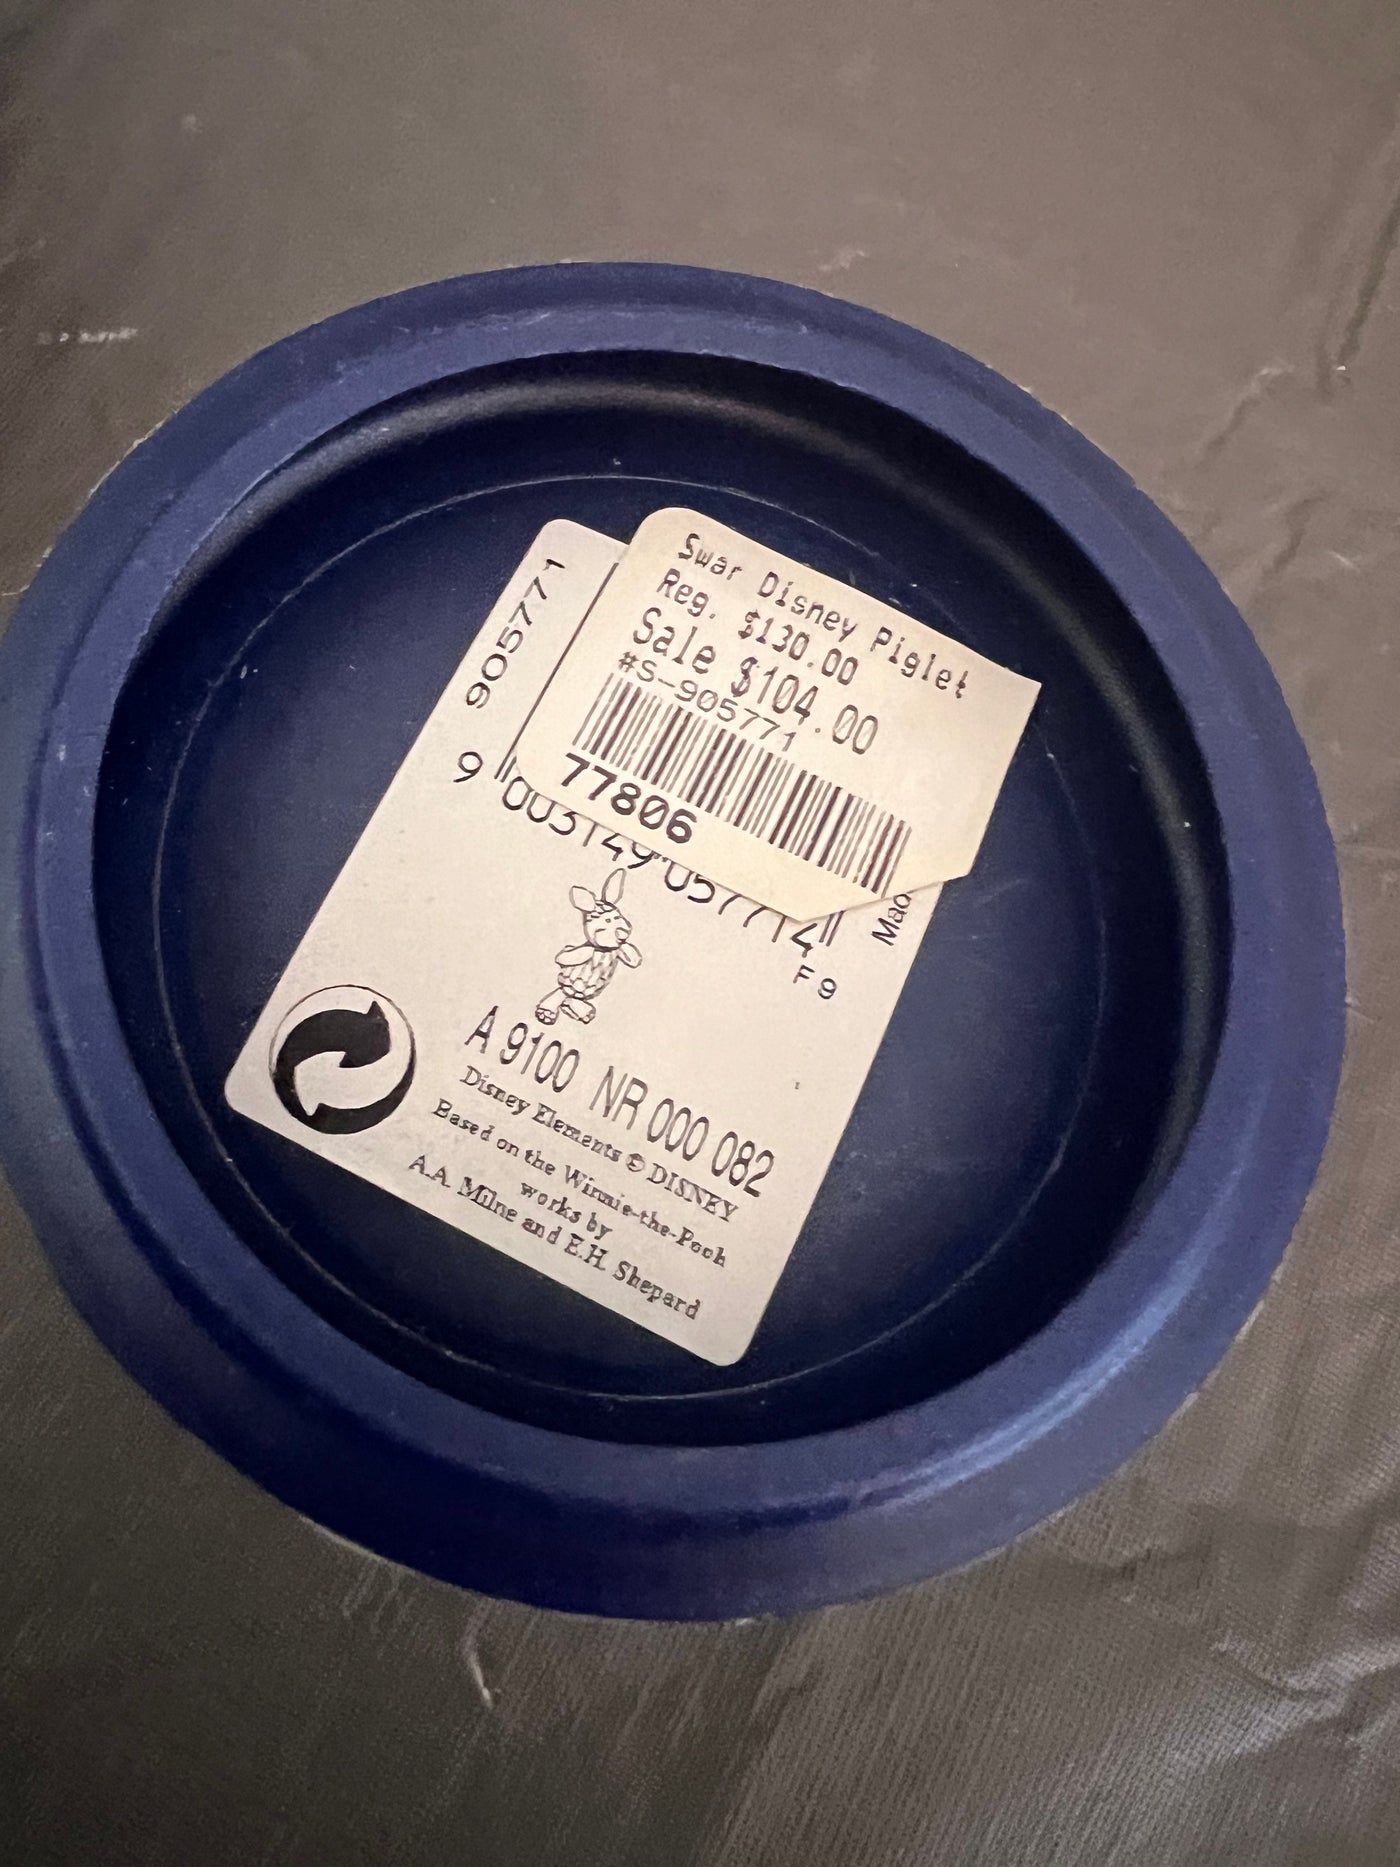 Swar Disney Piglet
Reg. $130.00
Sale $104.00
#S-905771
77806
905771
9 003149 057714
Mad
F9
A 9100 NR 000 082
Disney Elements © DISNEY
Based on the Winnie-the-Pooh
works by
A.A. Milne and E.H. Shepard